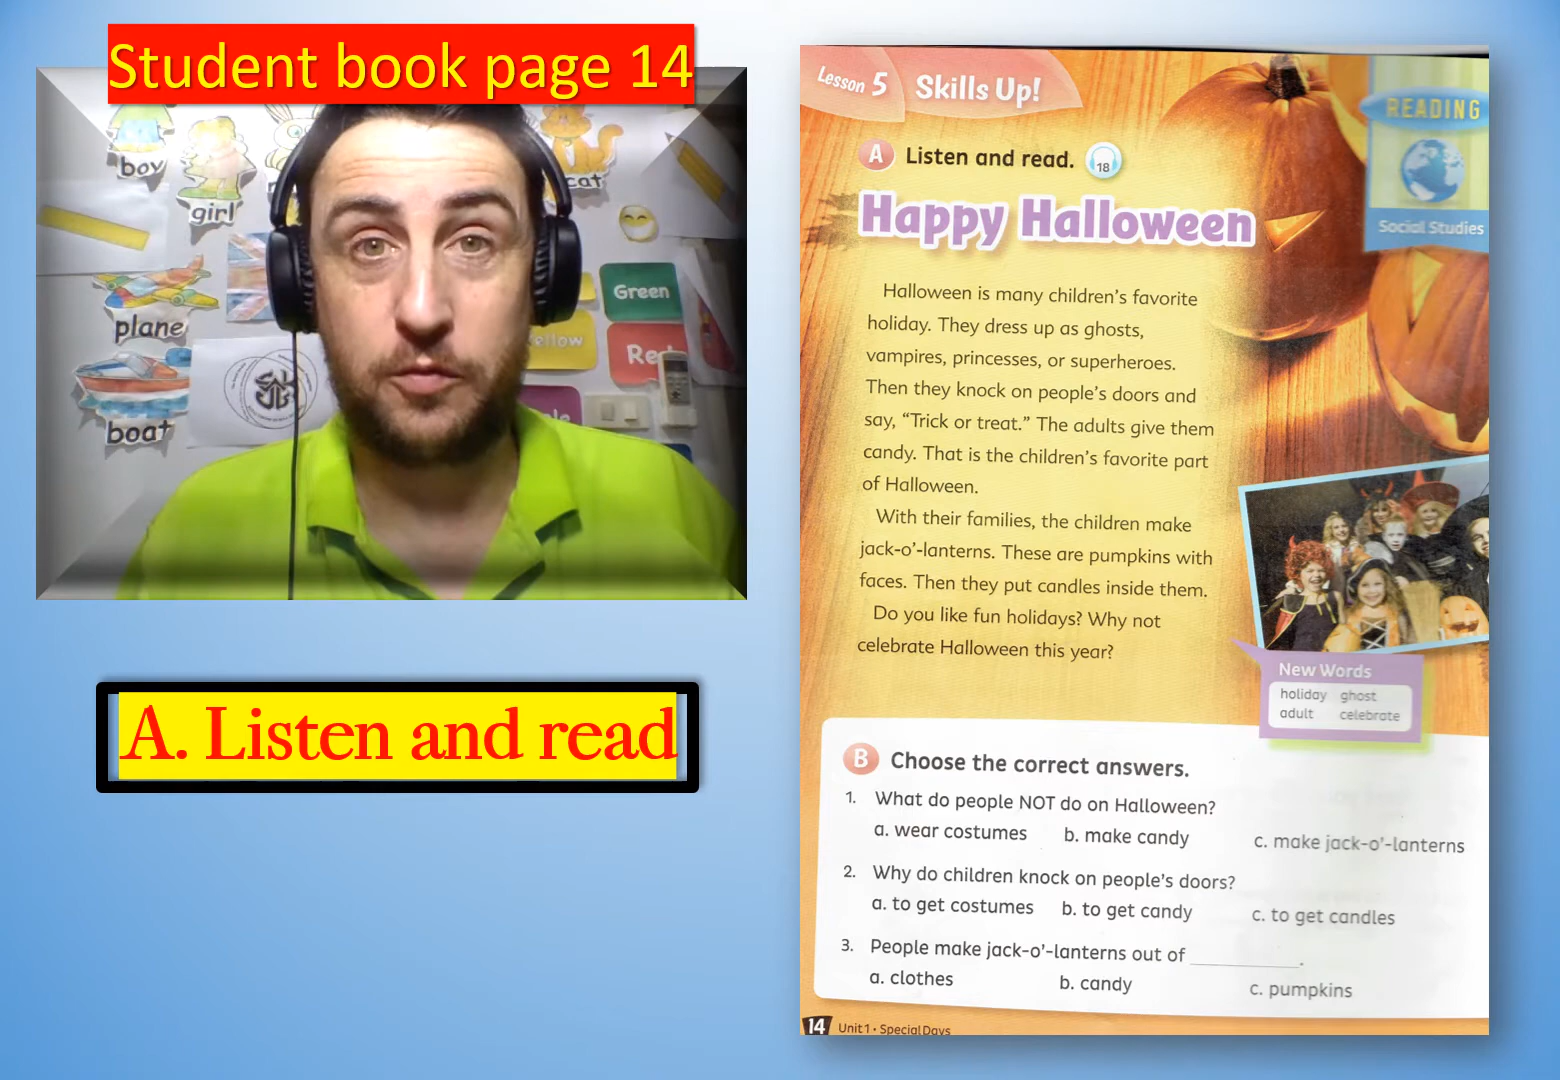 Student book page 14
boy
girl
cat
plane
boat
Green
Yellow
Red
A. Listen and read
Lesson 5 Skills Up!
READING
Social Studies
A Listen and read. 18
Happy Halloween
Halloween is many children's favorite
holiday. They dress up as ghosts,
vampires, princesses, or superheroes.
Then they knock on people's doors and
say, “Trick or treat.” The adults give them
candy. That is the children's favorite part
of Halloween.
With their families, the children make
jack-o'-lanterns. These are pumpkins with
faces. Then they put candles inside them.
Do you like fun holidays? Why not
celebrate Halloween this year?
New Words
holiday ghost
adult celebrate
B Choose the correct answers.
1. What do people NOT do on Halloween?
a. wear costumes b. make candy c. make jack-o'-lanterns
2. Why do children knock on people's doors?
a. to get costumes b. to get candy c. to get candles
3. People make jack-o'-lanterns out of ____________.
a. clothes b. candy c. pumpkins
14 Unit 1 • Special Days